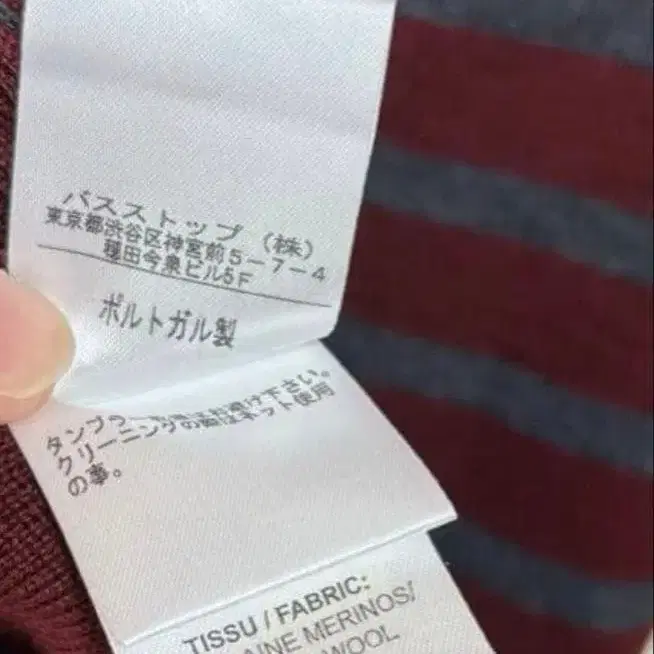 バスストップ（株）
東京都渋谷区神宮前５－７－４
穏田今泉ビル5F
ポルトガル製
タンブラー はお避け下さい。
クリーニングの際はネット使用
の事。
TISSU / FABRIC:
AINE MERINOS/
WOOL